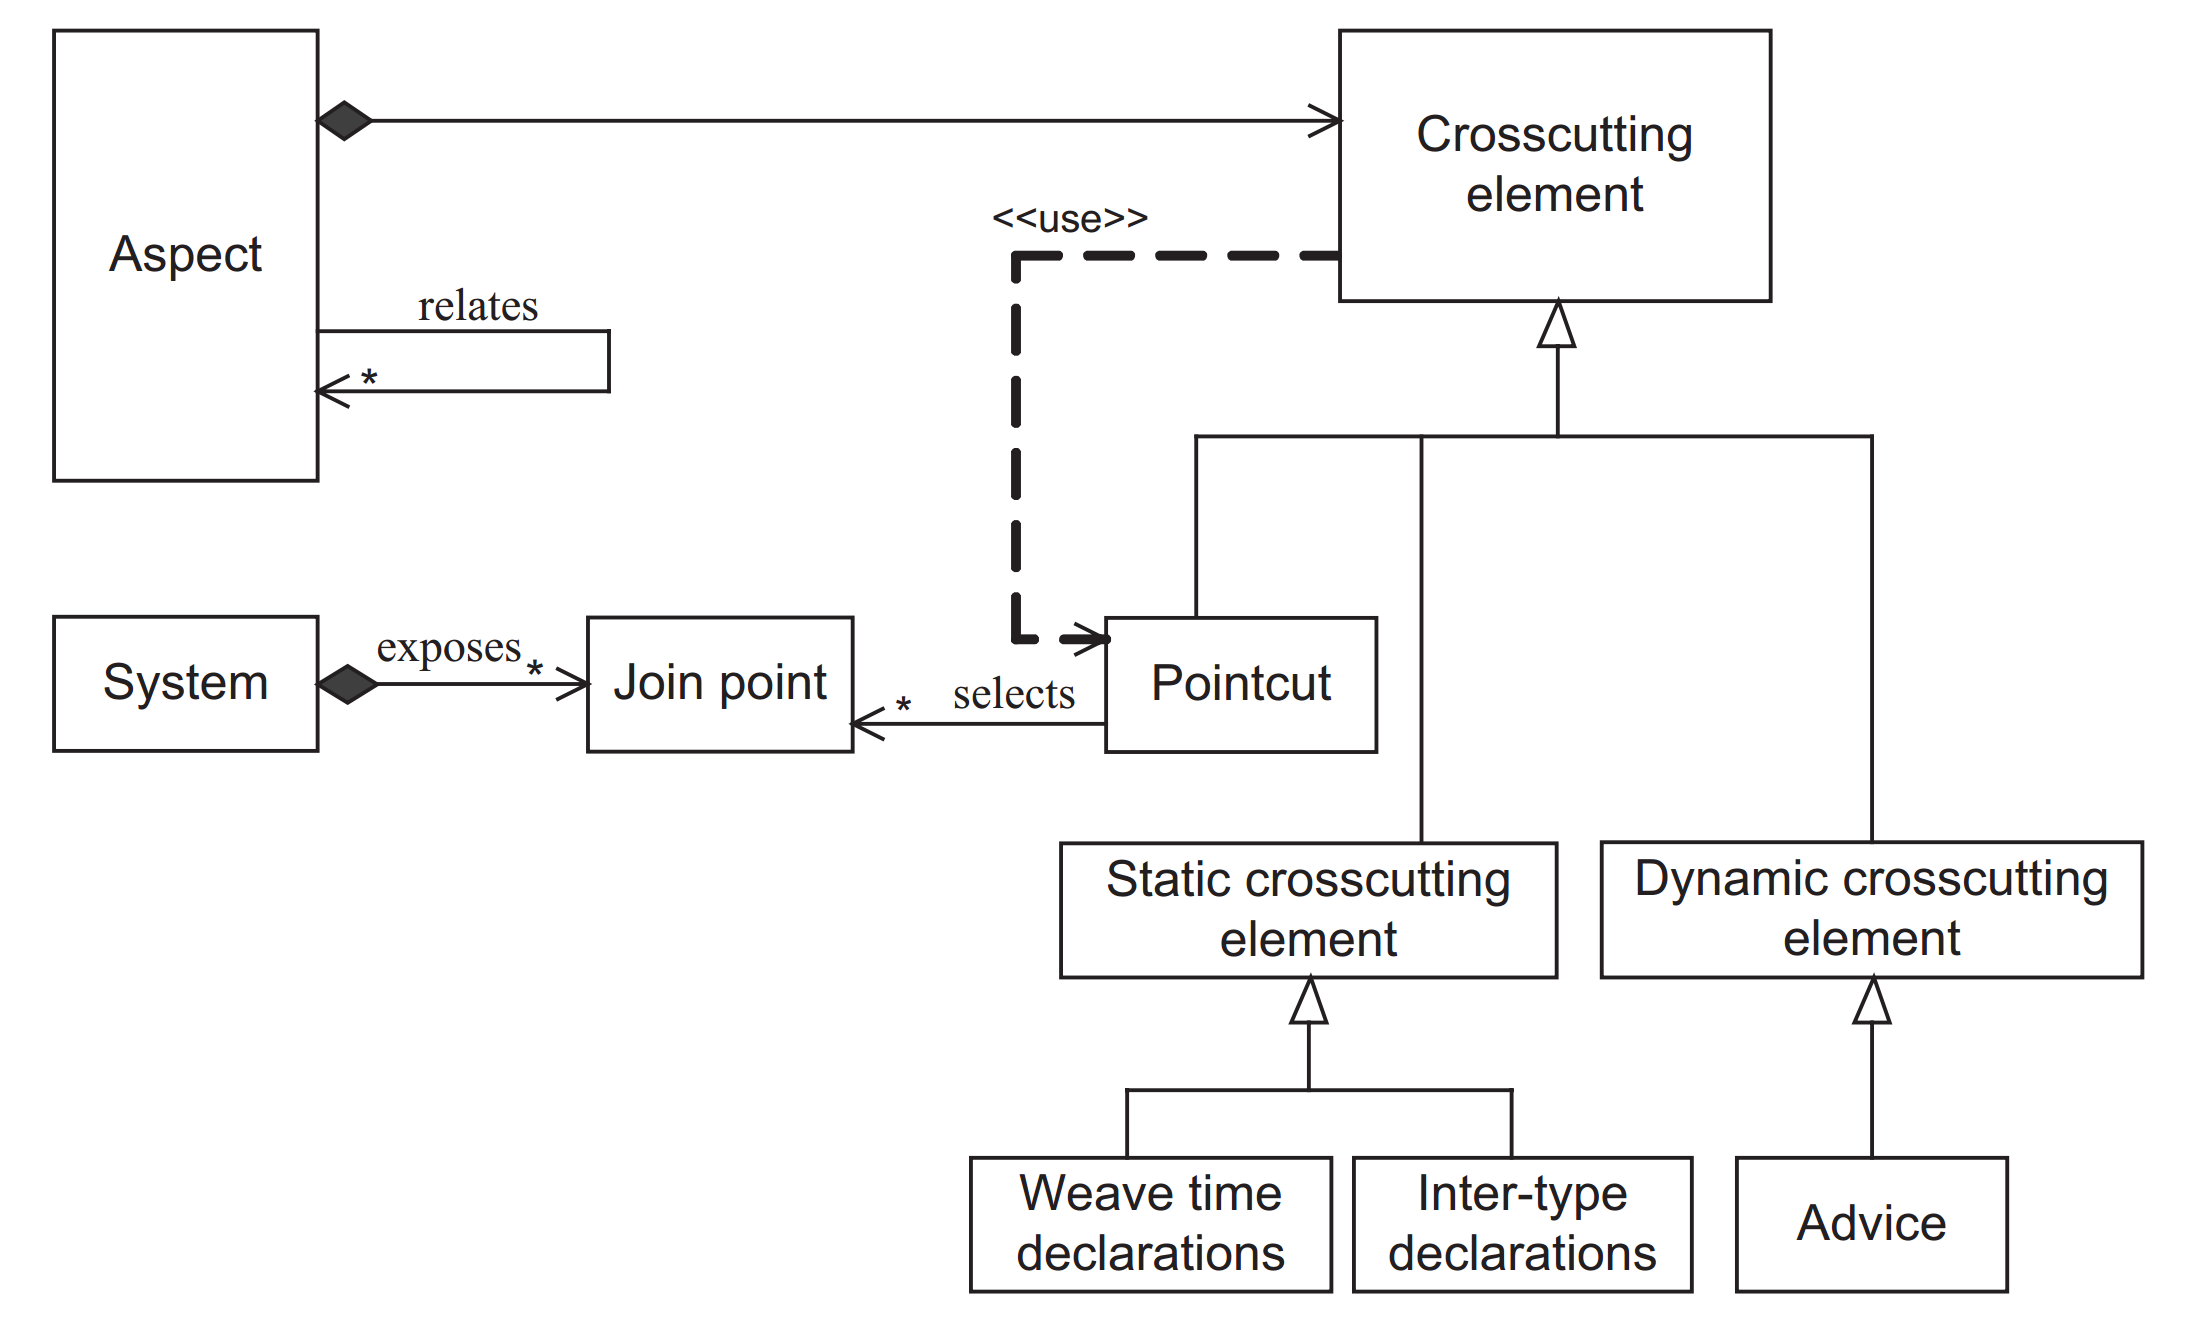 Crosscutting
element
Aspect
<<use>>
relates
*
System
exposes
*
Join point
*
selects
Pointcut
Static crosscutting
element
Dynamic crosscutting
element
Weave time
declarations
Inter-type
declarations
Advice